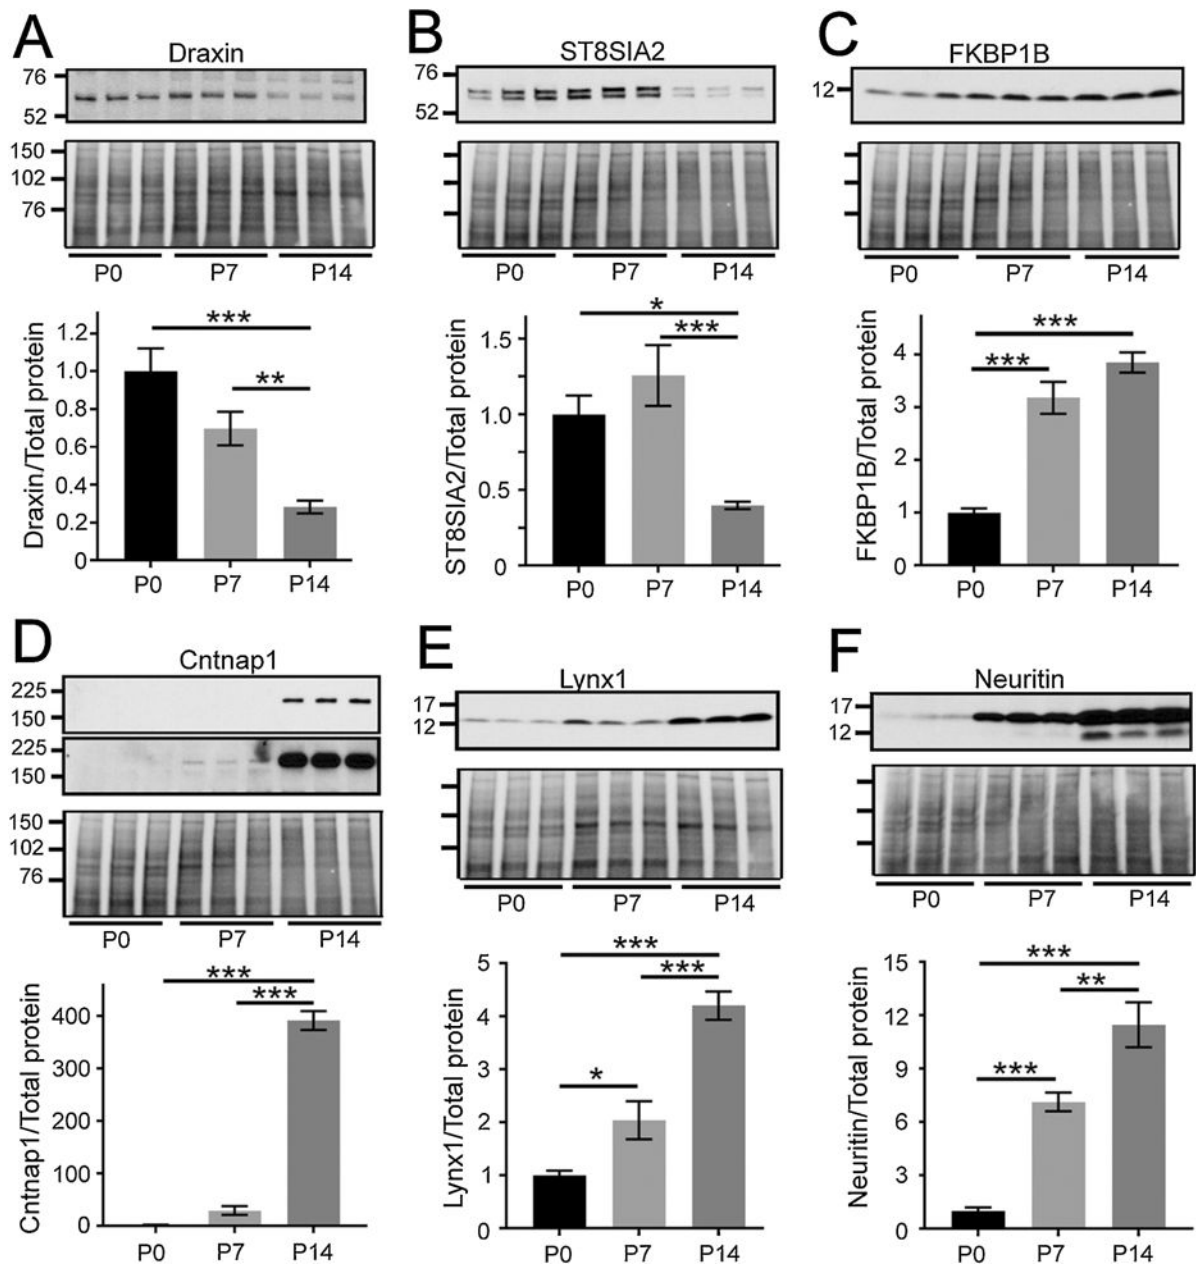 A
Draxin
76
52
150
102
76
P0 P7 P14
***
**
Draxin/Total protein
1.2
1.0
0.8
0.6
0.4
0.2
0
P0 P7 P14
B
ST8SIA2
76
52
P0 P7 P14
*
***
ST8SIA2/Total protein
1.5
1.0
0.5
0
P0 P7 P14
C
FKBP1B
12
P0 P7 P14
***
***
FKBP1B/Total protein
4
3
2
1
0
P0 P7 P14
D
Cntnap1
225
150
225
150
150
102
76
P0 P7 P14
***
***
Cntnap1/Total protein
400
300
200
100
0
P0 P7 P14
E
Lynx1
17
12
P0 P7 P14
***
***
*
Lynx1/Total protein
5
4
3
2
1
0
P0 P7 P14
F
Neuritin
17
12
P0 P7 P14
***
**
***
Neuritin/Total protein
15
12
9
6
3
0
P0 P7 P14